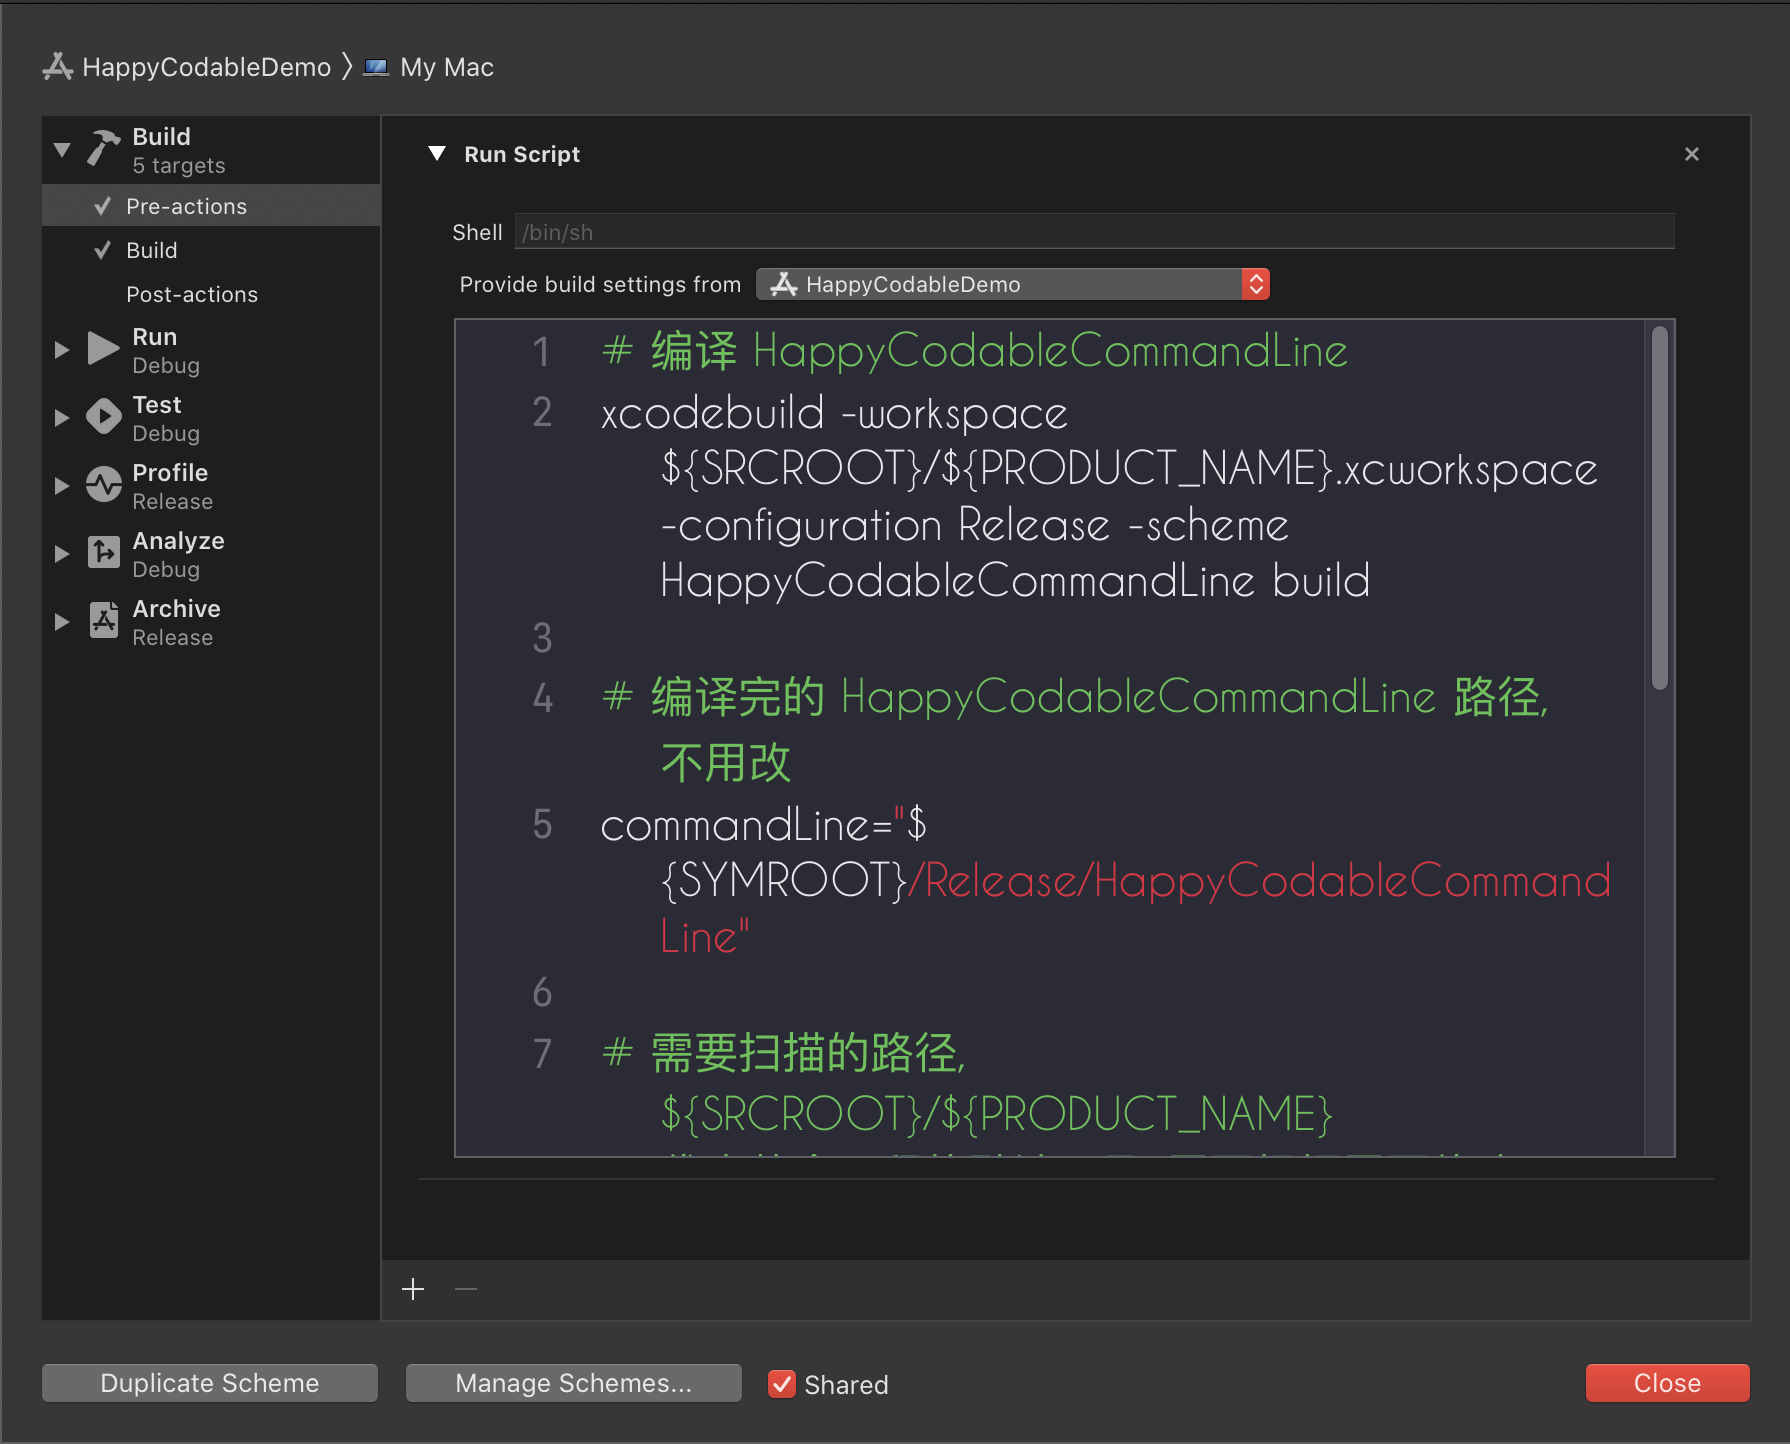 HappyCodableDemo 〉 My Mac
Build
5 targets
Pre-actions
Build
Post-actions
Run
Debug
Test
Debug
Profile
Release
Analyze
Debug
Archive
Release
Run Script
Shell /bin/sh
Provide build settings from HappyCodableDemo
1 # 编译 HappyCodableCommandLine
2 xcodebuild -workspace
${SRCROOT}/${PRODUCT_NAME}.xcworkspace
-configuration Release -scheme
HappyCodableCommandLine build
3
4 # 编译完的 HappyCodableCommandLine 路径,
不用改
5 commandLine="$
{SYMROOT}/Release/HappyCodableCommand
Line"
6
7 # 需要扫描的路径,
${SRCROOT}/${PRODUCT_NAME}
Duplicate Scheme
Manage Schemes...
Shared
Close